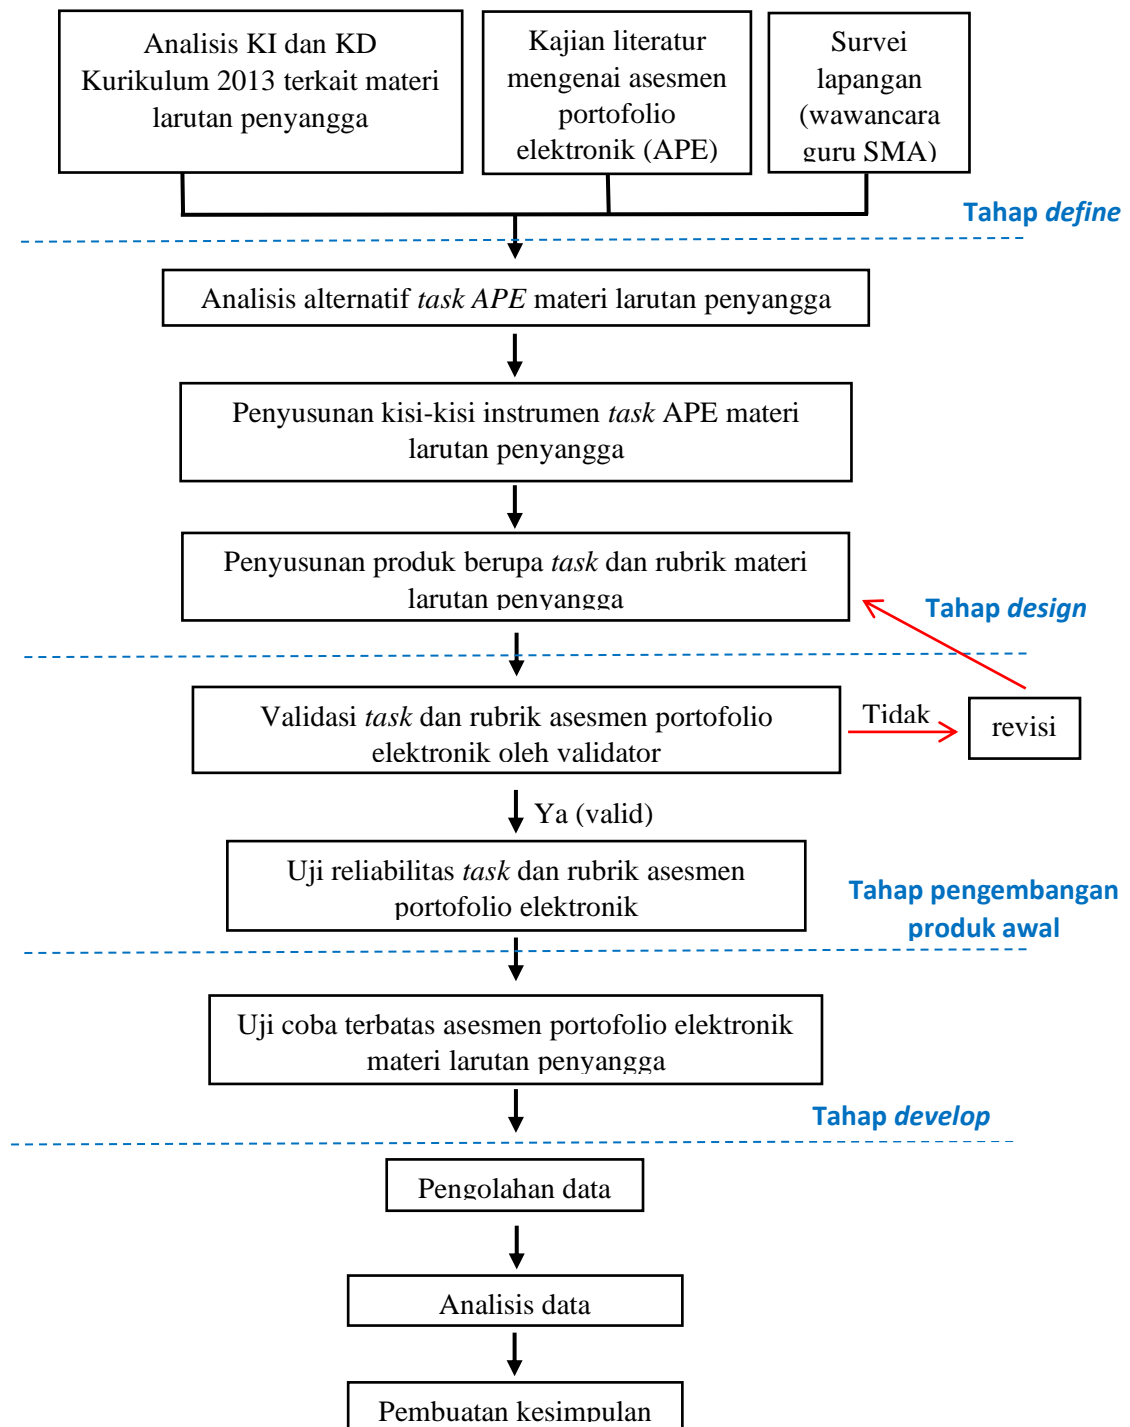 Analisis KI dan KD
Kurikulum 2013 terkait materi
larutan penyangga
Kajian literatur
mengenai asesmen
portofolio
elektronik (APE)
Survei
lapangan
(wawancara
guru SMA)
Tahap define
Analisis alternatif task APE materi larutan penyangga
Penyusunan kisi-kisi instrumen task APE materi
larutan penyangga
Penyusunan produk berupa task dan rubrik materi
larutan penyangga
Tahap design
Validasi task dan rubrik asesmen portofolio
elektronik oleh validator
Tidak
revisi
Ya (valid)
Uji reliabilitas task dan rubrik asesmen
portofolio elektronik
Tahap pengembangan
produk awal
Uji coba terbatas asesmen portofolio elektronik
materi larutan penyangga
Tahap develop
Pengolahan data
Analisis data
Pembuatan kesimpulan